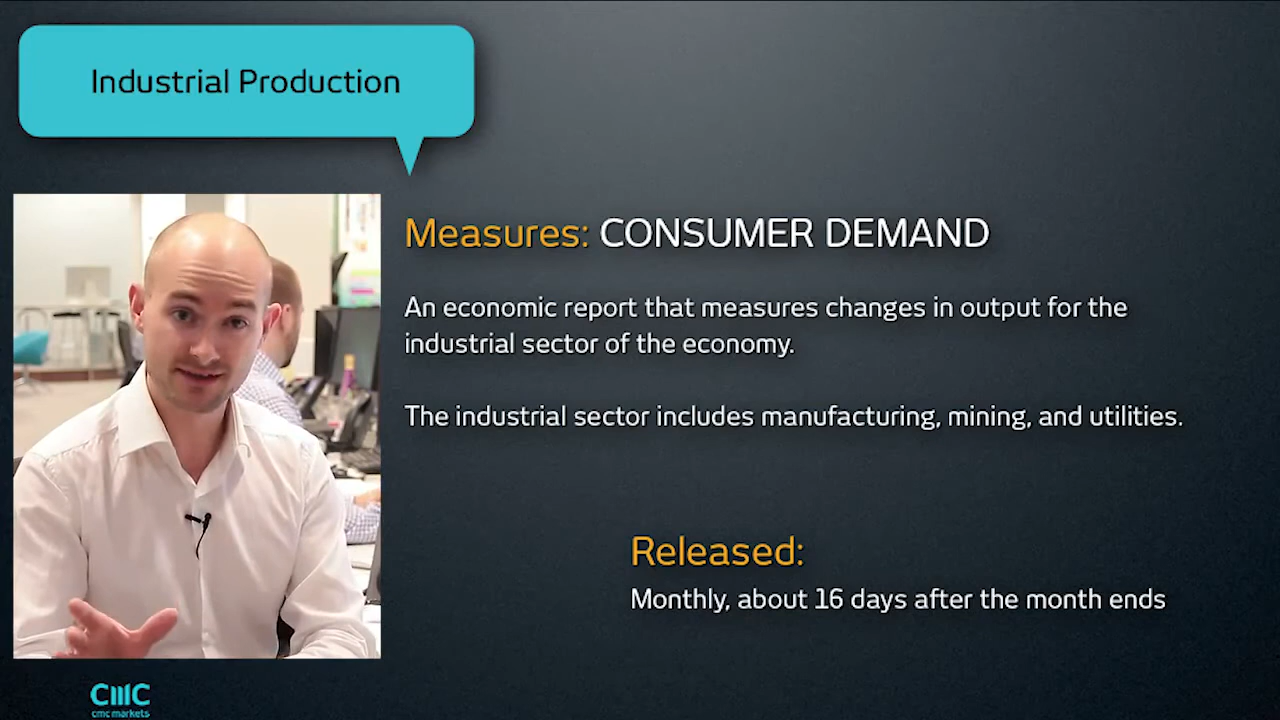 Industrial Production
Measures: CONSUMER DEMAND
An economic report that measures changes in output for the
industrial sector of the economy.
The industrial sector includes manufacturing, mining, and utilities.
Released:
Monthly, about 16 days after the month ends
cmc
cmc markets